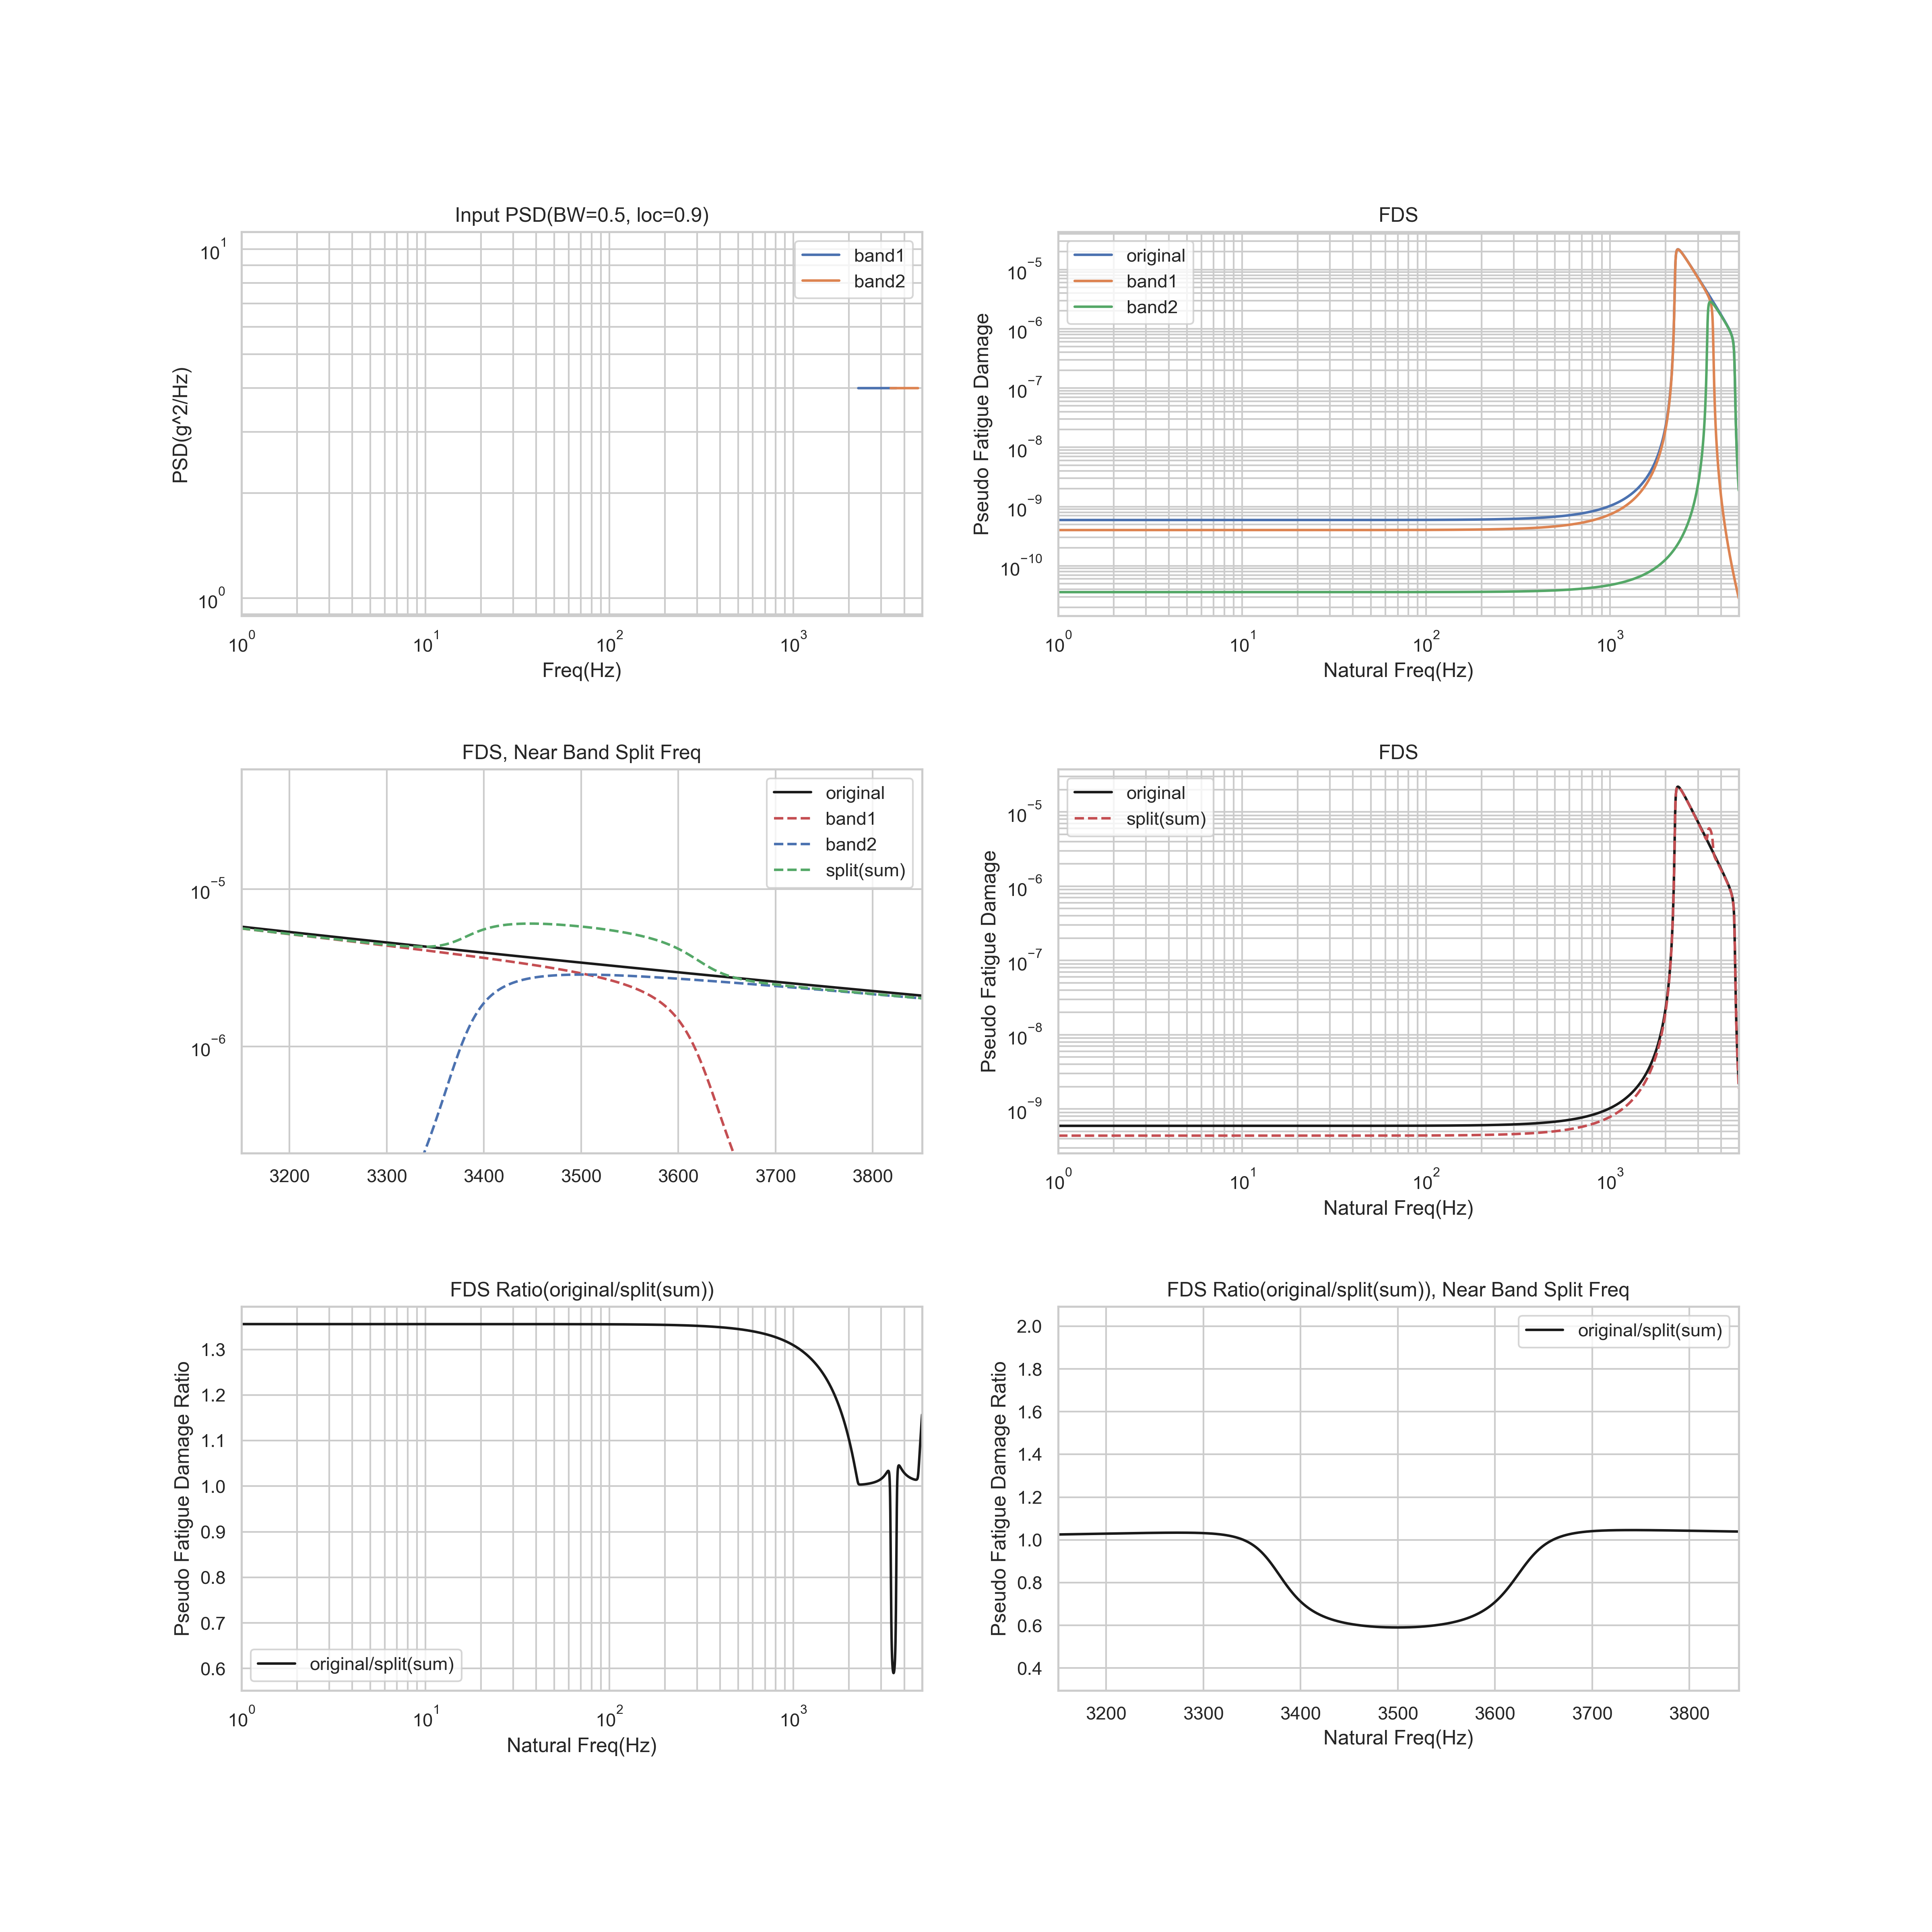 Input PSD(BW=0.5, loc=0.9)
band1
band2
10^1
10^0
PSD(g^2/Hz)
10^0 10^1 10^2 10^3
Freq(Hz)
FDS
original
band1
band2
10^-5
10^-6
10^-7
10^-8
10^-9
10^-10
Pseudo Fatigue Damage
10^0 10^1 10^2 10^3
Natural Freq(Hz)
FDS, Near Band Split Freq
original
band1
band2
split(sum)
10^-5
10^-6
3200 3300 3400 3500 3600 3700 3800
FDS
original
split(sum)
10^-5
10^-6
10^-7
10^-8
10^-9
Pseudo Fatigue Damage
10^0 10^1 10^2 10^3
Natural Freq(Hz)
FDS Ratio(original/split(sum))
1.3
1.2
1.1
1.0
0.9
0.8
0.7
0.6
Pseudo Fatigue Damage Ratio
original/split(sum)
10^0 10^1 10^2 10^3
Natural Freq(Hz)
FDS Ratio(original/split(sum)), Near Band Split Freq
original/split(sum)
2.0
1.8
1.6
1.4
1.2
1.0
0.8
0.6
0.4
Pseudo Fatigue Damage Ratio
3200 3300 3400 3500 3600 3700 3800
Natural Freq(Hz)